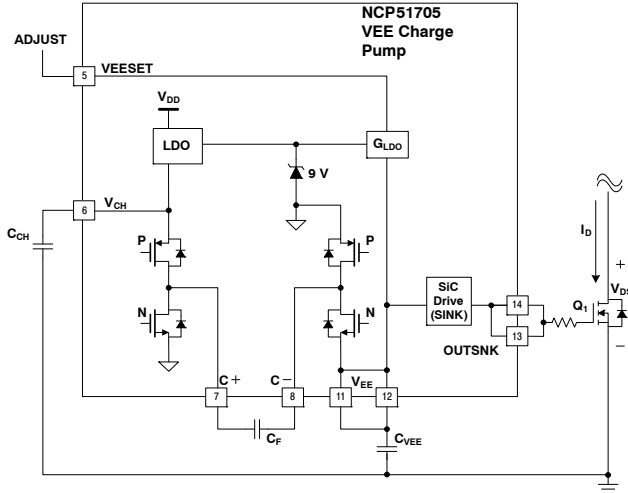 NCP51705
VEE Charge
Pump
ADJUST
5
VEESET
VDD
LDO
GLDO
9 V
6
VCH
CCH
P
P
N
N
SiC
Drive
(SINK)
14
13
OUTSNK
ID
+
VDS
Q1
−
C+
C−
VEE
7
8
11
12
CF
CVEE